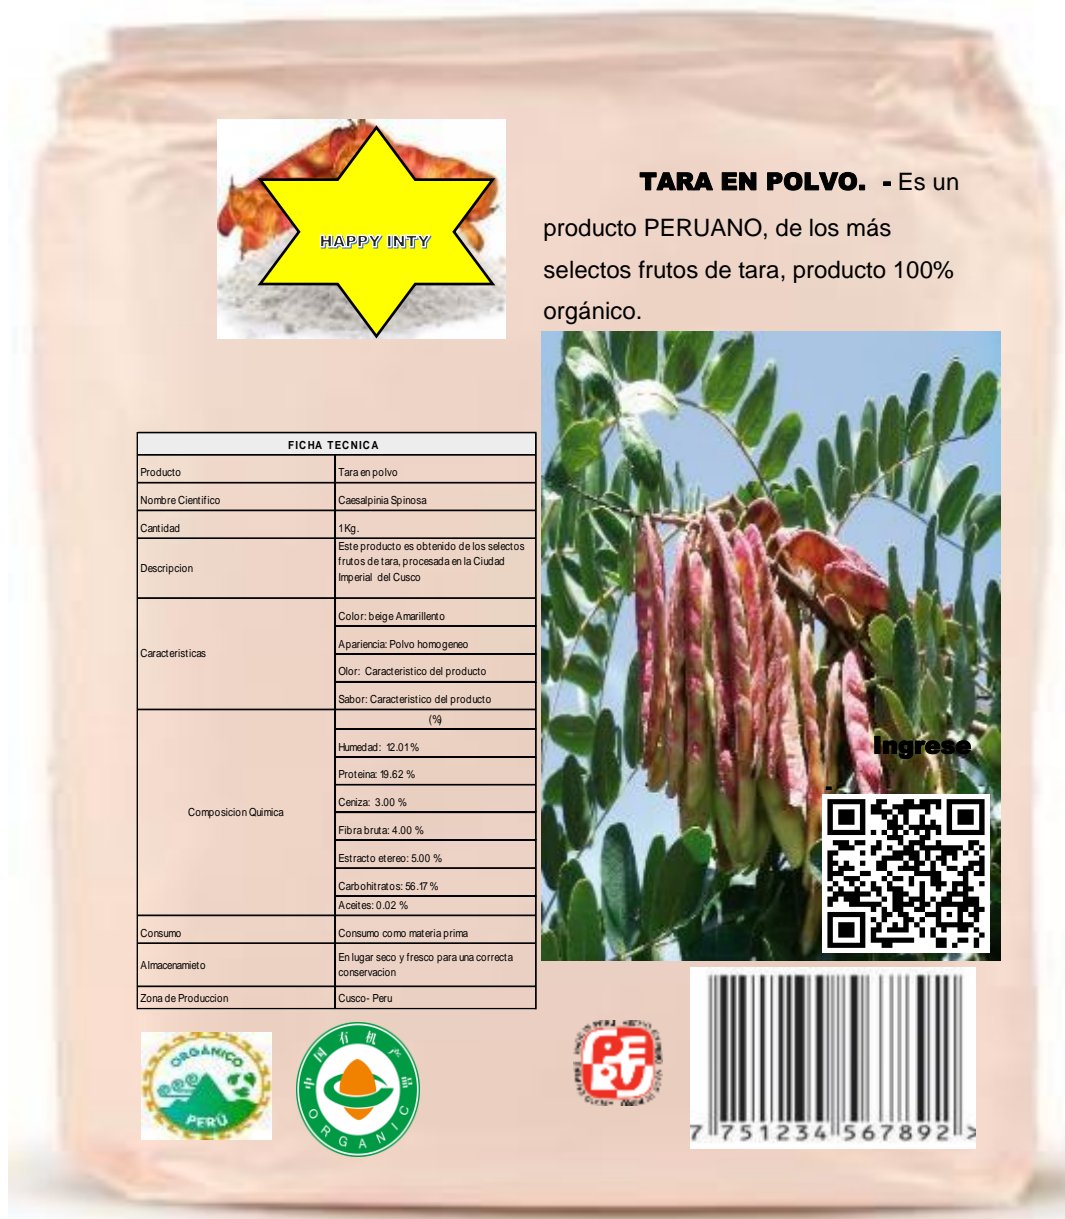 TARA EN POLVO. - Es un
producto PERUANO, de los más
selectos frutos de tara, producto 100%
orgánico.
HAPPY INTY
FICHA TECNICA
Producto Tara en polvo
Nombre Cientifico Caesalpinia Spinosa
Cantidad 1Kg.
Descripcion
Este producto es obtenido de los selectos
frutos de tara, procesada en la Ciudad
Imperial del Cusco
Caracteristicas
Color: beige Amarillento
Apariencia: Polvo homogeneo
Olor: Caracteristico del producto
Sabor: Caracteristico del producto
Composicion Quimica
(%)
Humedad: 12.01%
Proteina: 19.62 %
Ceniza: 3.00 %
Fibra bruta: 4.00 %
Estracto etereo: 5.00 %
Carbohitratos: 56.17 %
Aceites: 0.02 %
Consumo Consumo como materia prima
Almacenamieto
En lugar seco y fresco para una correcta
conservacion
Zona de Produccion Cusco- Peru
Ingrese
ORGÁNICO
PERÚ
中国有机产品
ORGANIC
PERU
7 751234 567892 >